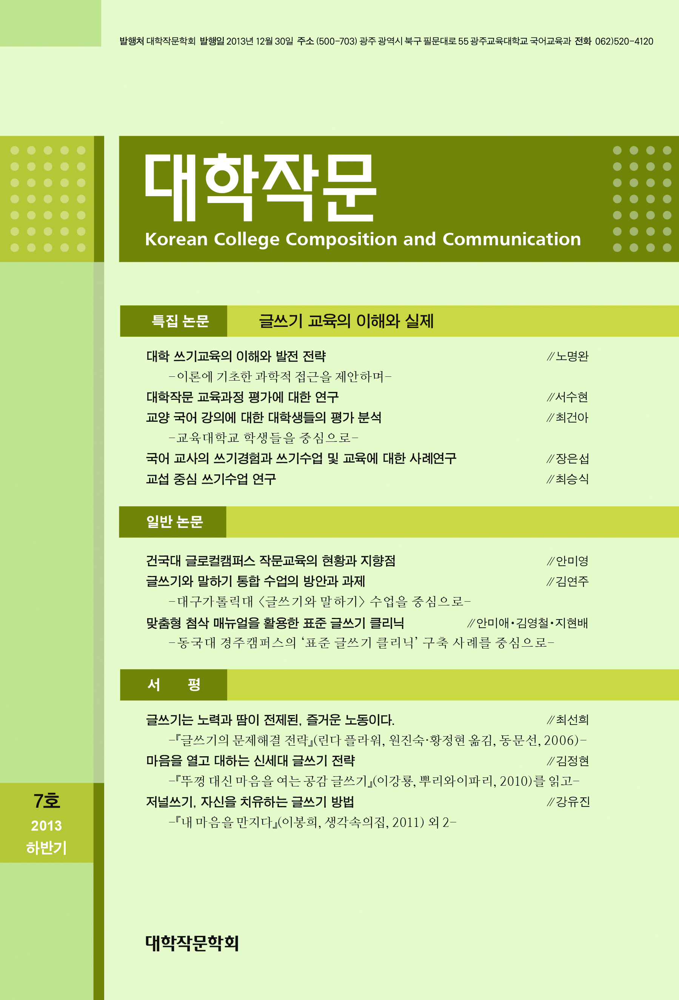 발행처 대학작문학회 발행일 2013년 12월 30일 주소 (500-703) 광주 광역시 북구 필문대로 55 광주교육대학교 국어교육과 전화 062)520-4120
대학작문
Korean College Composition and Communication
특집 논문 글쓰기 교육의 이해와 실제
대학 쓰기교육의 이해와 발전 전략 //노명완
-이론에 기초한 과학적 접근을 제안하며-
대학작문 교육과정 평가에 대한 연구 //서수현
교양 국어 강의에 대한 대학생들의 평가 분석 //최건아
-교육대학교 학생들을 중심으로-
국어 교사의 쓰기경험과 쓰기수업 및 교육에 대한 사례연구 //장은섭
교섭 중심 쓰기수업 연구 //최승식
일반 논문
건국대 글로컬캠퍼스 작문교육의 현황과 지향점 //안미영
글쓰기와 말하기 통합 수업의 방안과 과제 //김연주
-대구가톨릭대 〈글쓰기와 말하기〉 수업을 중심으로-
맞춤형 첨삭 매뉴얼을 활용한 표준 글쓰기 클리닉 //안미애·김영철·지현배
-동국대 경주캠퍼스의 ‘표준 글쓰기 클리닉’ 구축 사례를 중심으로-
서 평
글쓰기는 노력과 땀이 전제된, 즐거운 노동이다. //최선희
-『글쓰기의 문제해결 전략』(린다 플라워, 원진숙·황정현 옮김, 동문선, 2006)-
마음을 열고 대하는 신세대 글쓰기 전략 //김정현
-『뚜껑 대신 마음을 여는 공감 글쓰기』(이강룡, 뿌리와이파리, 2010)를 읽고-
저널쓰기, 자신을 치유하는 글쓰기 방법 //강유진
-『내 마음을 만지다』(이봉희, 생각속의집, 2011) 외 2-
7호
2013
하반기
대학작문학회